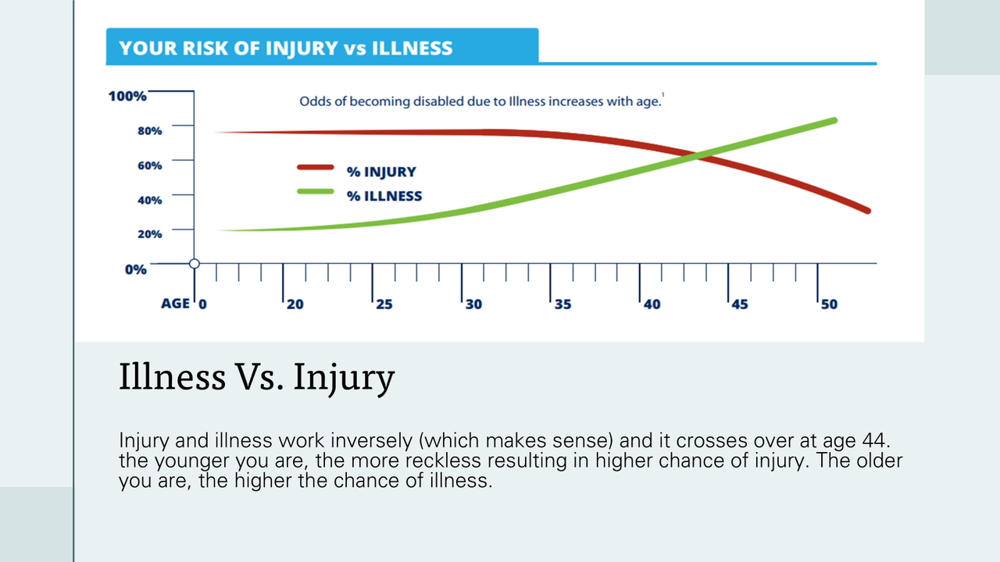 YOUR RISK OF INJURY vs ILLNESS
Odds of becoming disabled due to Illness increases with age.¹
100%
80%
60%
40%
20%
0%
% INJURY
% ILLNESS
AGE 0 20 25 30 35 40 45 50
Illness Vs. Injury
Injury and illness work inversely (which makes sense) and it crosses over at age 44.
the younger you are, the more reckless resulting in higher chance of injury. The older
you are, the higher the chance of illness.